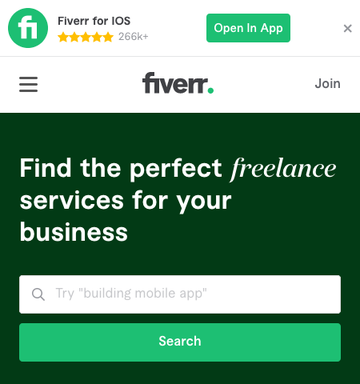 fi
Fiverr for IOS
266k+
Open In App
fiverr.
Join
Find the perfect freelance
services for your
business
Try "building mobile app"
Search